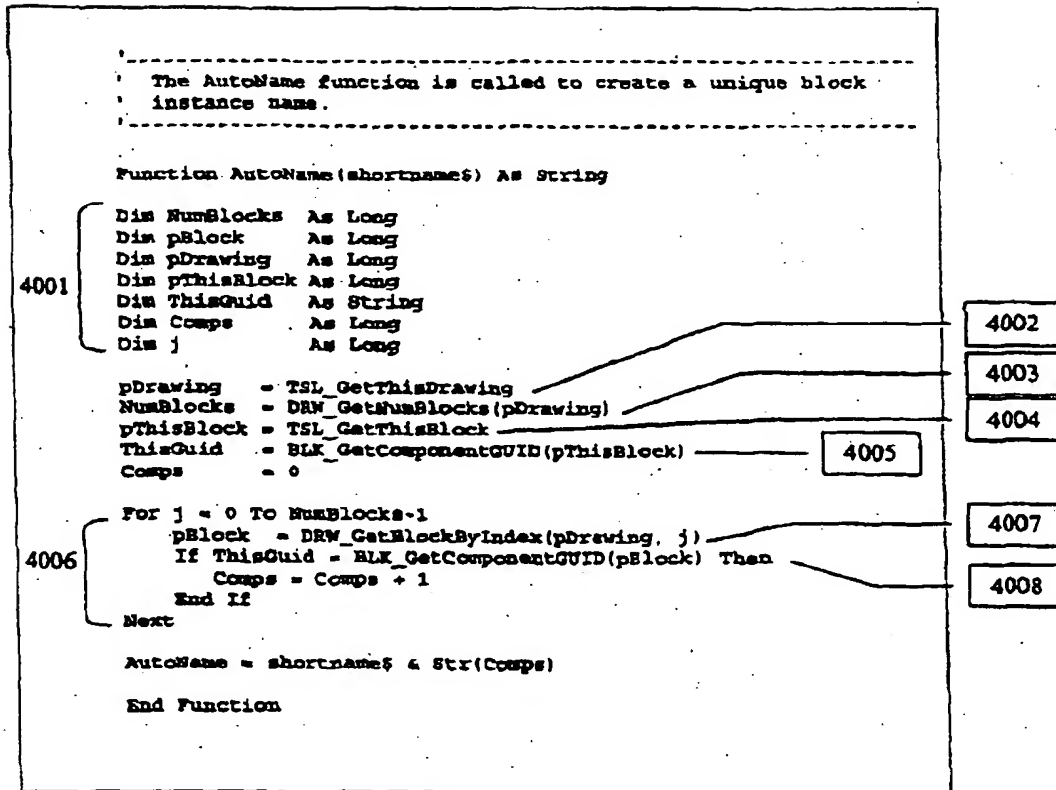 '-------------------------------------------------------
' The AutoName function is called to create a unique block
' instance name.
'-------------------------------------------------------
Function AutoName(shortname$) As String
Dim NumBlocks As Long
Dim pBlock As Long
Dim pDrawing As Long
Dim pThisBlock As Long
4001
Dim ThisGuid As String
Dim Comps As Long
Dim j As Long
4002
pDrawing = TSL_GetThisDrawing
4003
NumBlocks = DRW_GetNumBlocks(pDrawing)
pThisBlock = TSL_GetThisBlock
4004
ThisGuid = BLK_GetComponentGUID(pThisBlock)
4005
Comps = 0
For j = 0 To NumBlocks-1
4007
pBlock = DRW_GetBlockByIndex(pDrawing, j)
4006
If ThisGuid = BLK_GetComponentGUID(pBlock) Then
Comps = Comps + 1
4008
End If
Next
AutoName = shortname$ & Str(Comps)
End Function